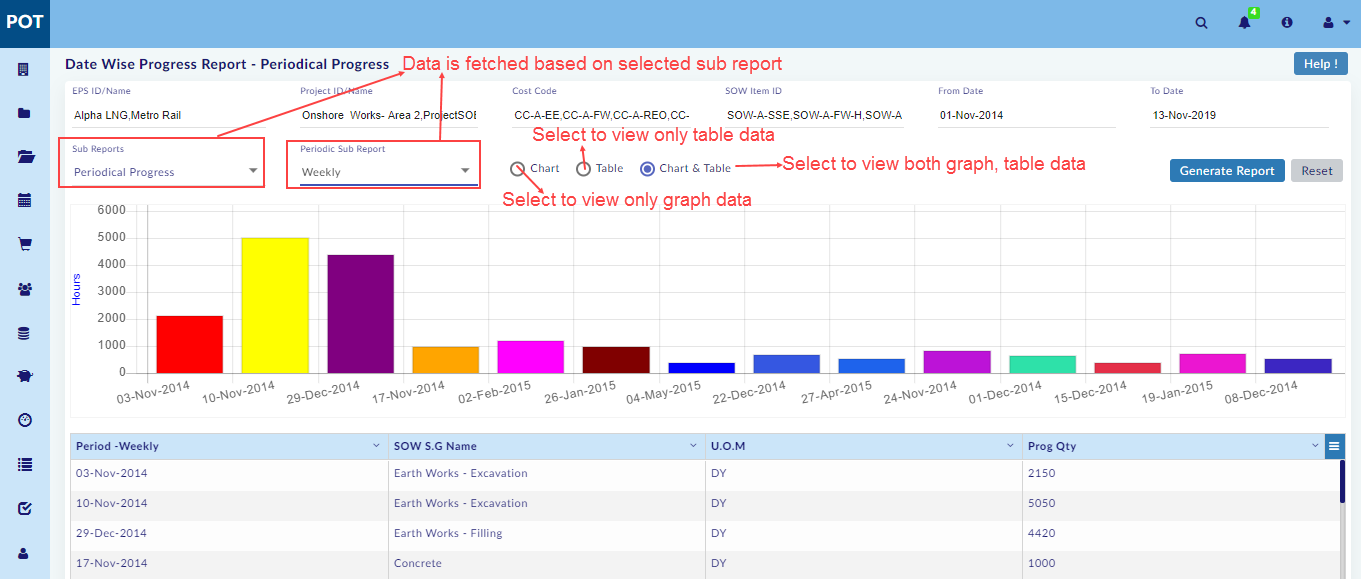 POT
4
Date Wise Progress Report - Periodical Progress
Data is fetched based on selected sub report
Help !
EPS ID/Name
Project ID/Name
Cost Code
SOW Item ID
From Date
To Date
Alpha LNG,Metro Rail
Onshore Works- Area 2,ProjectSOE
CC-A-EE,CC-A-FW,CC-A-REO,CC-
SOW-A-SSE,SOW-A-FW-H,SOW-A
01-Nov-2014
13-Nov-2019
Select to view only table data
Sub Reports
Periodic Sub Report
Periodical Progress
Weekly
Chart
Table
Chart & Table
Select to view both graph, table data
Generate Report
Reset
Select to view only graph data
6000
5000
4000
3000
2000
1000
0
Hours
03-Nov-2014
10-Nov-2014
29-Dec-2014
17-Nov-2014
02-Feb-2015
26-Jan-2015
04-May-2015
22-Dec-2014
27-Apr-2015
24-Nov-2014
01-Dec-2014
15-Dec-2014
19-Jan-2015
08-Dec-2014
Period -Weekly
SOW S.G Name
U.O.M
Prog Qty
03-Nov-2014
Earth Works - Excavation
DY
2150
10-Nov-2014
Earth Works - Excavation
DY
5050
29-Dec-2014
Earth Works - Filling
DY
4420
17-Nov-2014
Concrete
DY
1000